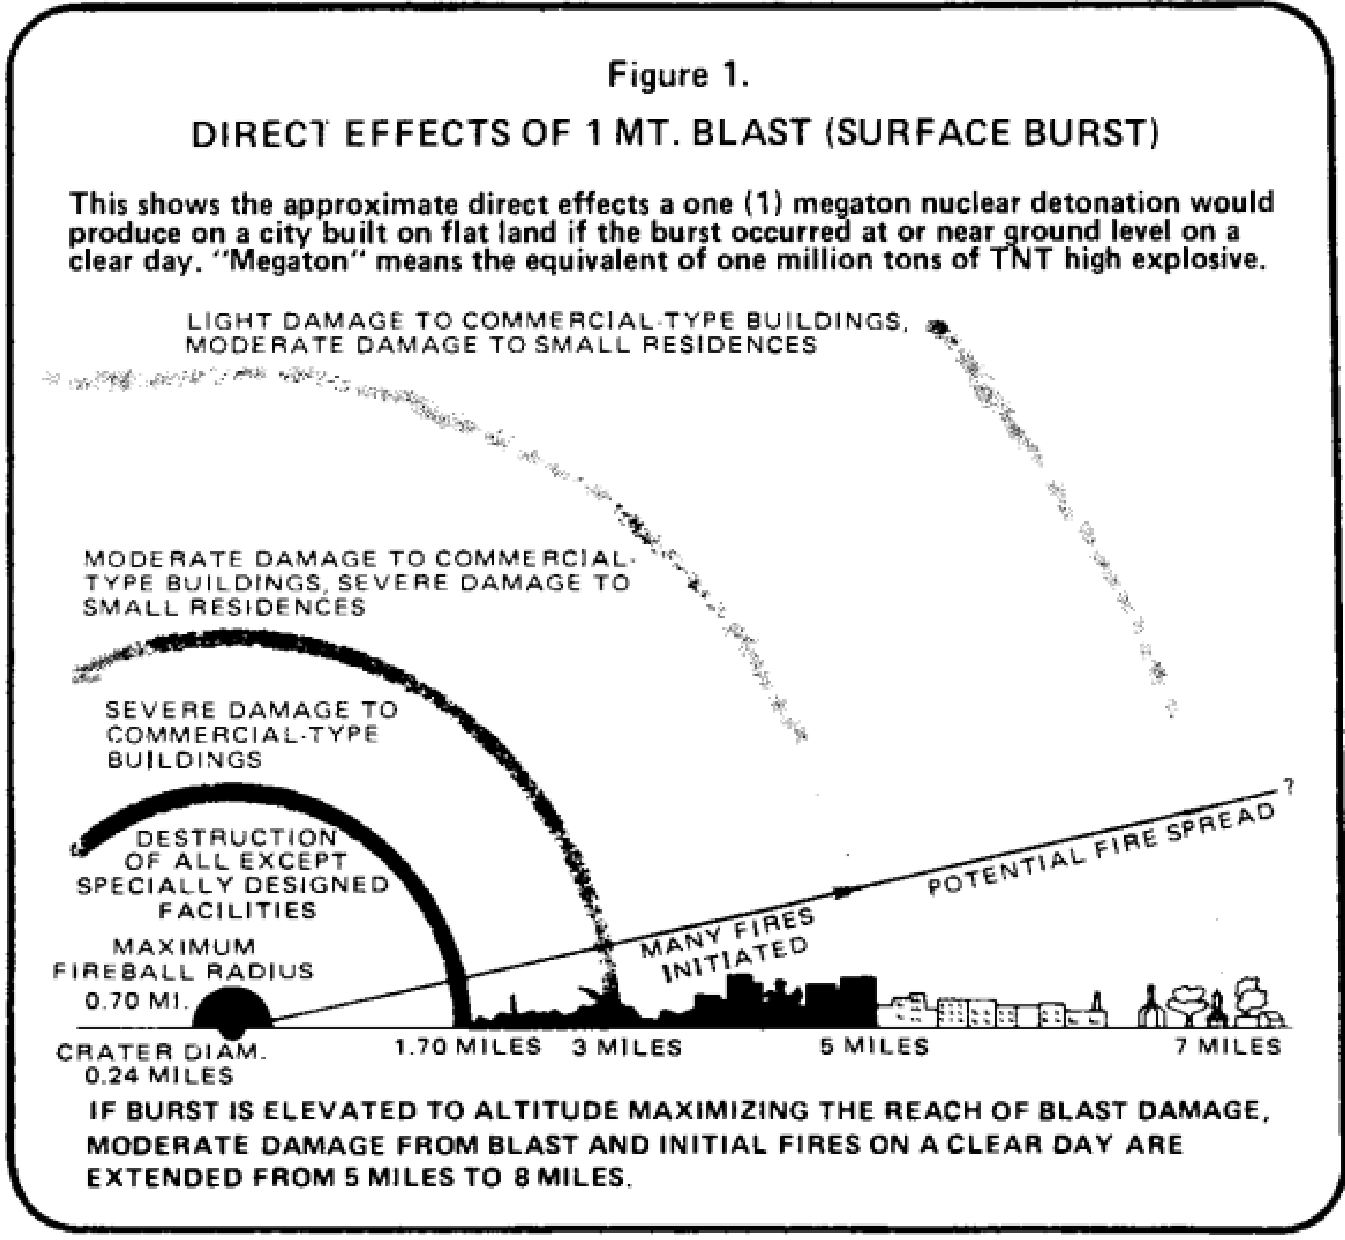 Figure 1.
DIRECT EFFECTS OF 1 MT. BLAST (SURFACE BURST)
This shows the approximate direct effects a one (1) megaton nuclear detonation would
produce on a city built on flat land if the burst occurred at or near ground level on a
clear day. "Megaton" means the equivalent of one million tons of TNT high explosive.
LIGHT DAMAGE TO COMMERCIAL-TYPE BUILDINGS,
MODERATE DAMAGE TO SMALL RESIDENCES
MODERATE DAMAGE TO COMMERCIAL-
TYPE BUILDINGS, SEVERE DAMAGE TO
SMALL RESIDENCES
SEVERE DAMAGE TO
COMMERCIAL-TYPE
BUILDINGS
DESTRUCTION
OF ALL EXCEPT
SPECIALLY DESIGNED
FACILITIES
MAXIMUM
FIREBALL RADIUS
0.70 MI.
MANY FIRES
INITIATED
POTENTIAL FIRE SPREAD
?
CRATER DIAM.
0.24 MILES
1.70 MILES
3 MILES
5 MILES
7 MILES
IF BURST IS ELEVATED TO ALTITUDE MAXIMIZING THE REACH OF BLAST DAMAGE,
MODERATE DAMAGE FROM BLAST AND INITIAL FIRES ON A CLEAR DAY ARE
EXTENDED FROM 5 MILES TO 8 MILES.